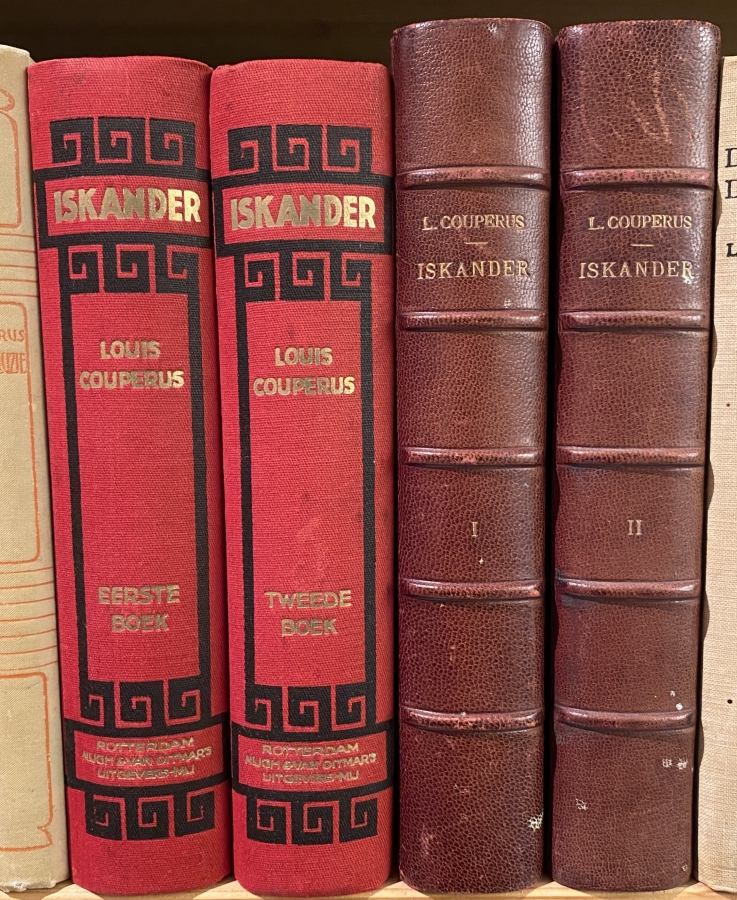 RUS
ISKANDER
LOUIS
COUPERUS
EERSTE
BOEK
ROTTERDAM
NIJGH & VAN DITMAR'S
UITGEVERS-MIJ
ISKANDER
LOUIS
COUPERUS
TWEEDE
BOEK
ROTTERDAM
NIJGH & VAN DITMAR'S
UITGEVERS-MIJ
L. COUPERUS
ISKANDER
I
L. COUPERUS
ISKANDER
II
D
D
L